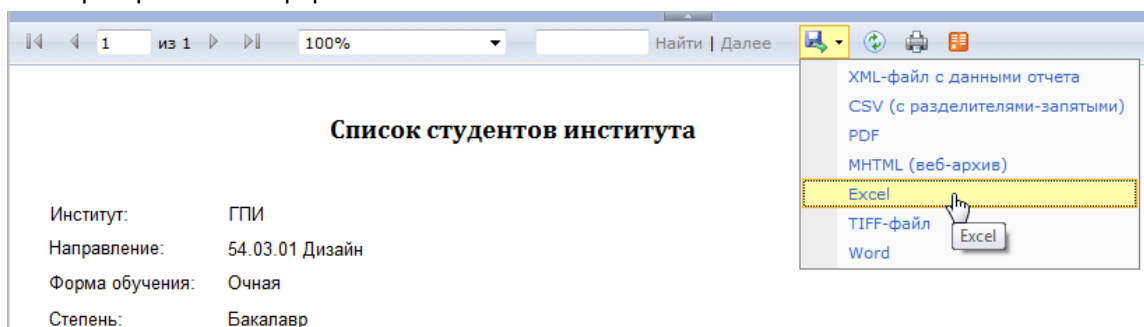 1 из 1 100% Найти | Далее
XML-файл с данными отчета
CSV (с разделителями-запятыми)
PDF
MHTML (веб-архив)
Excel
TIFF-файл
Excel
Word
Список студентов института
Институт: ГПИ
Направление: 54.03.01 Дизайн
Форма обучения: Очная
Степень: Бакалавр